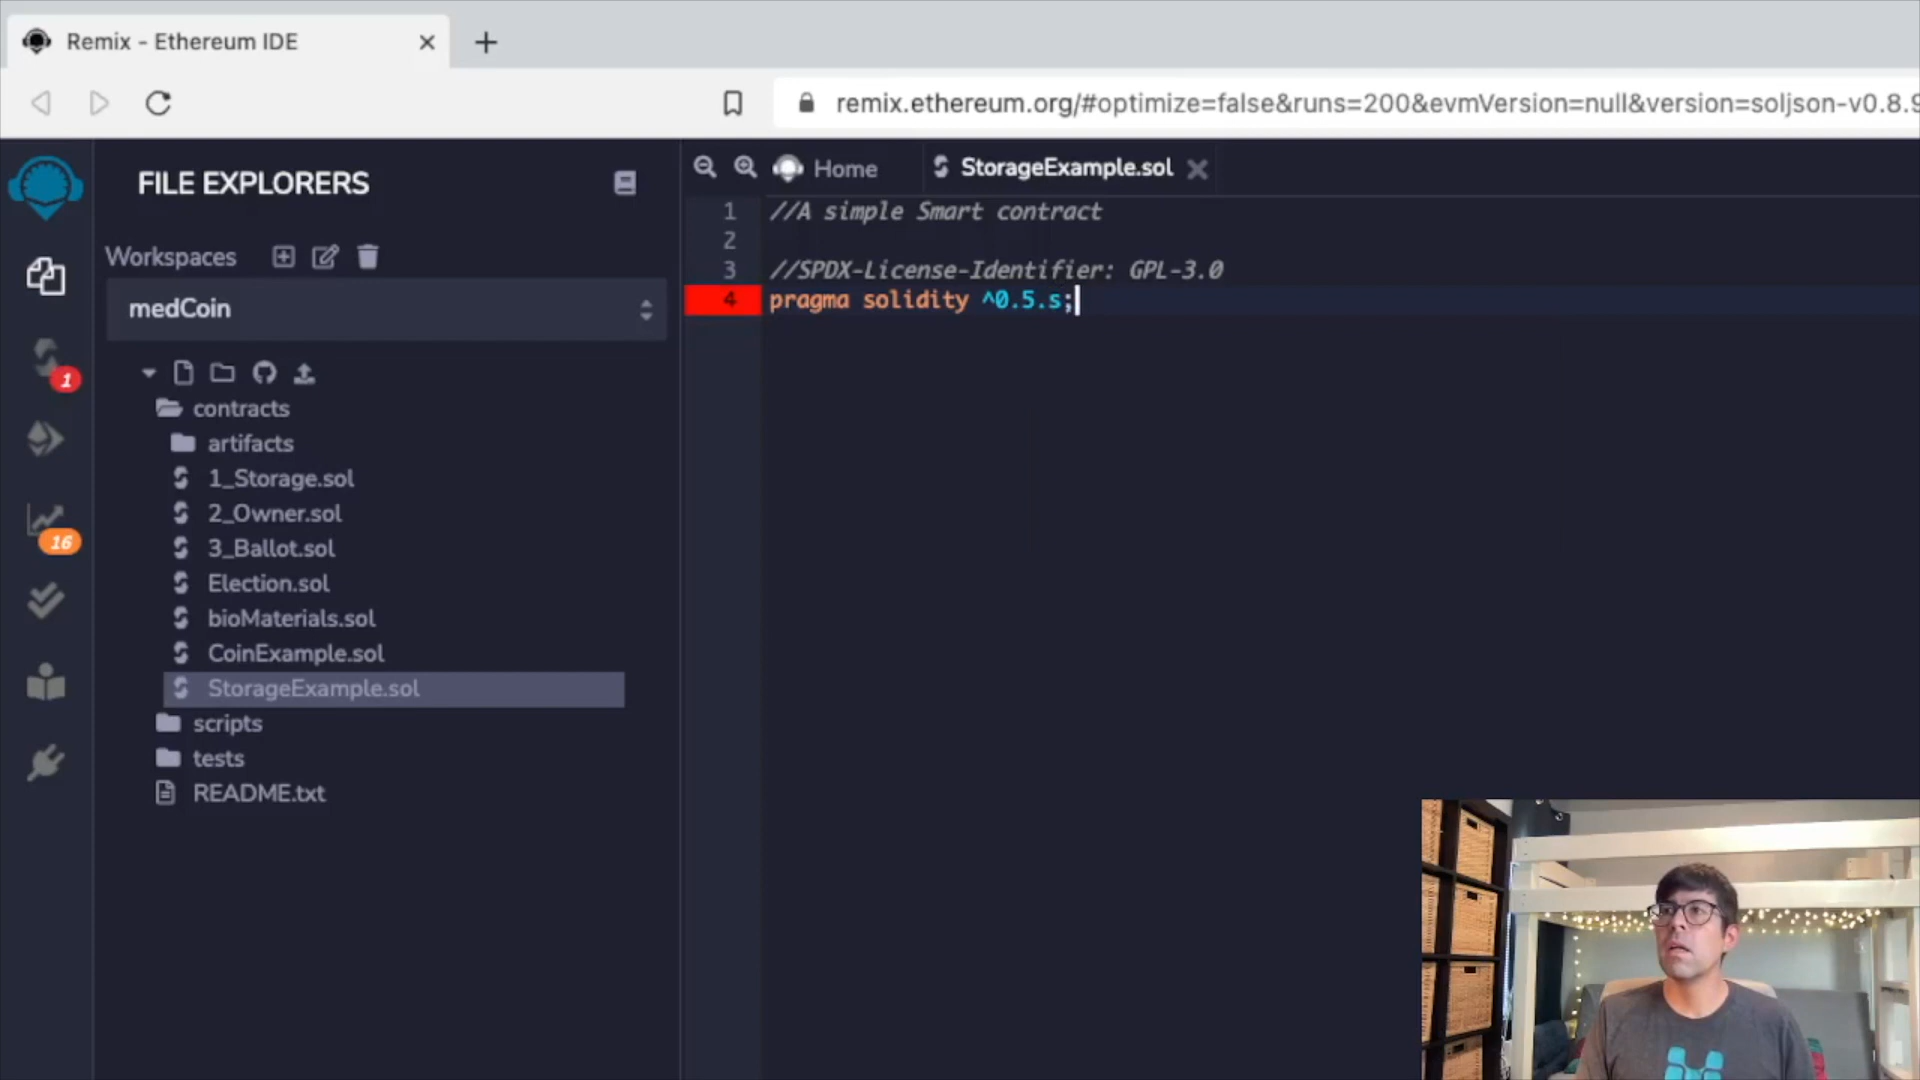 Remix - Ethereum IDE
remix.ethereum.org/#optimize=false&runs=200&evmVersion=null&version=soljson-v0.8.9
FILE EXPLORERS
Workspaces
medCoin
1
16
contracts
artifacts
1_Storage.sol
2_Owner.sol
3_Ballot.sol
Election.sol
bioMaterials.sol
CoinExample.sol
StorageExample.sol
scripts
tests
README.txt
Home
StorageExample.sol
1 //A simple Smart contract
2
3 //SPDX-License-Identifier: GPL-3.0
4 pragma solidity ^0.5.s;